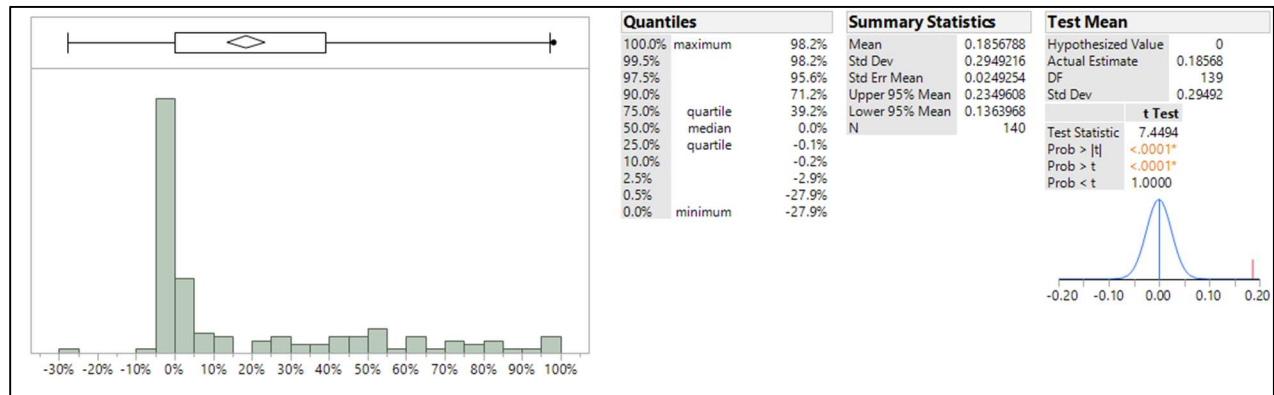 -30% -20% -10% 0% 10% 20% 30% 40% 50% 60% 70% 80% 90% 100%
Quantiles
100.0% maximum 98.2%
99.5% 98.2%
97.5% 95.6%
90.0% 71.2%
75.0% quartile 39.2%
50.0% median 0.0%
25.0% quartile -0.1%
10.0% -0.2%
2.5% -2.9%
0.5% -27.9%
0.0% minimum -27.9%
Summary Statistics
Mean 0.1856788
Std Dev 0.2949216
Std Err Mean 0.0249254
Upper 95% Mean 0.2349608
Lower 95% Mean 0.1363968
N 140
Test Mean
Hypothesized Value 0
Actual Estimate 0.18568
DF 139
Std Dev 0.29492
t Test
Test Statistic 7.4494
Prob > |t| <.0001*
Prob > t <.0001*
Prob < t 1.0000
-0.20 -0.10 0.00 0.10 0.20